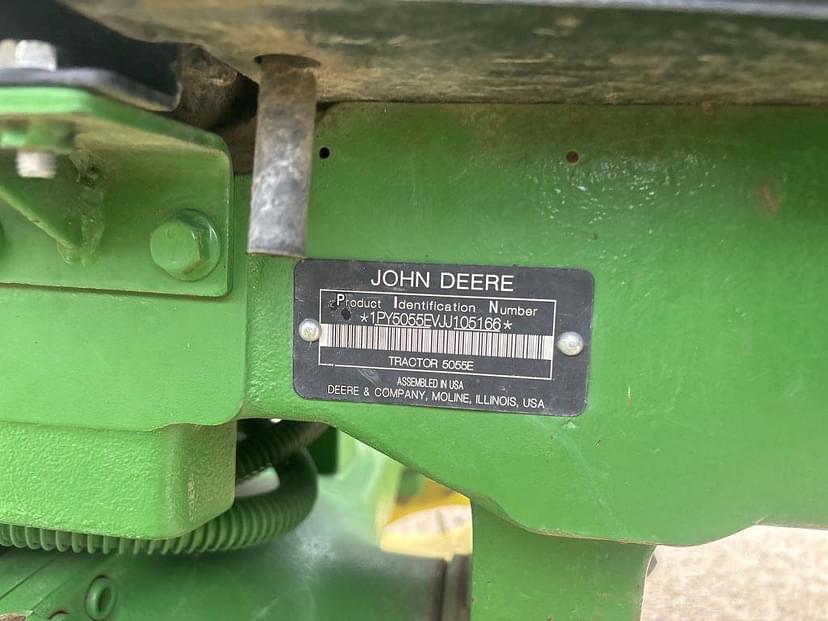 JOHN DEERE
Product Identification Number
*1PY5055EVJJ105166*
TRACTOR 5055E
ASSEMBLED IN USA
DEERE & COMPANY, MOLINE, ILLINOIS, USA